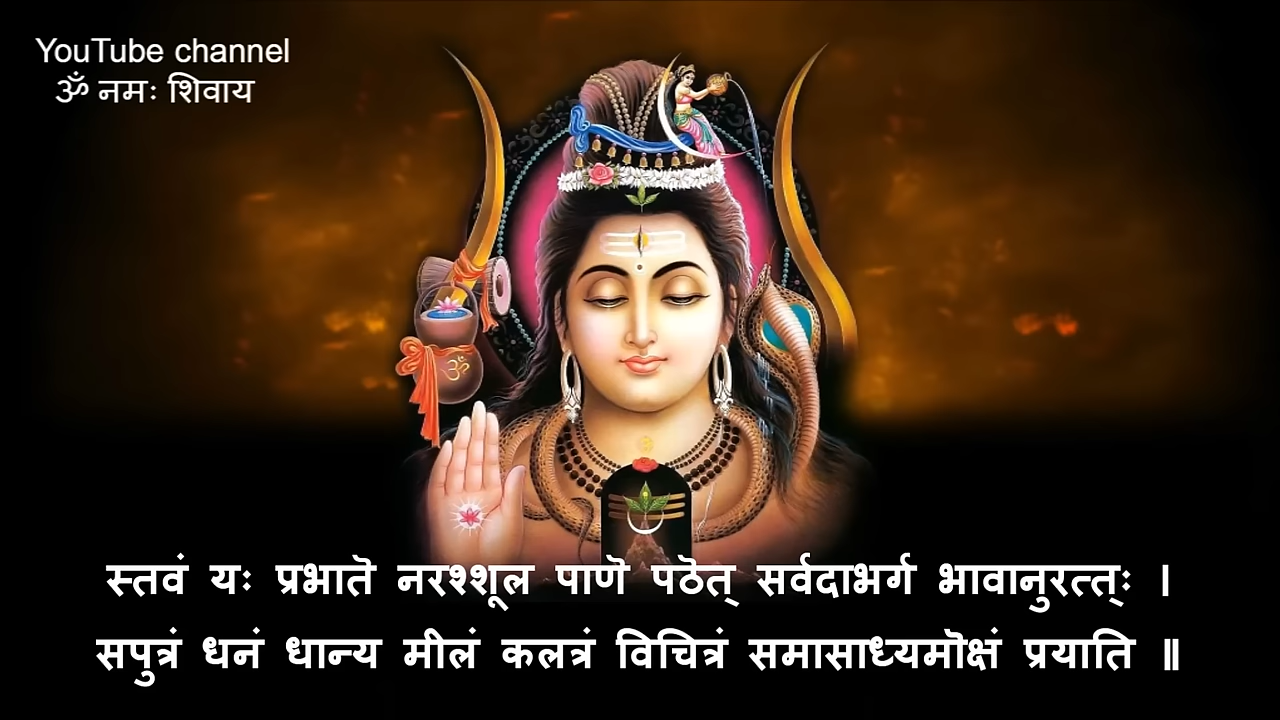 YouTube channel
ॐ नमः शिवाय
स्तवं यः प्रभातॆ नरश्शूल पाणॆ पठॆत् सर्वदाभर्ग भावानुरत्त्ः ।
सपुत्रं धनं धान्य मीलं कलत्रं विचित्रं समासाध्यमॊक्षं प्रयाति ॥